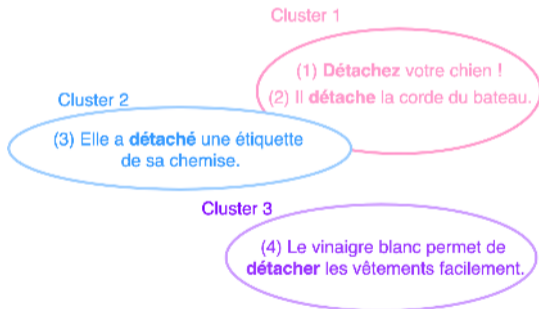 Cluster 1
(1) Détachez votre chien !
(2) Il détache la corde du bateau.
Cluster 2
(3) Elle a détaché une étiquette
de sa chemise.
Cluster 3
(4) Le vinaigre blanc permet de
détacher les vêtements facilement.